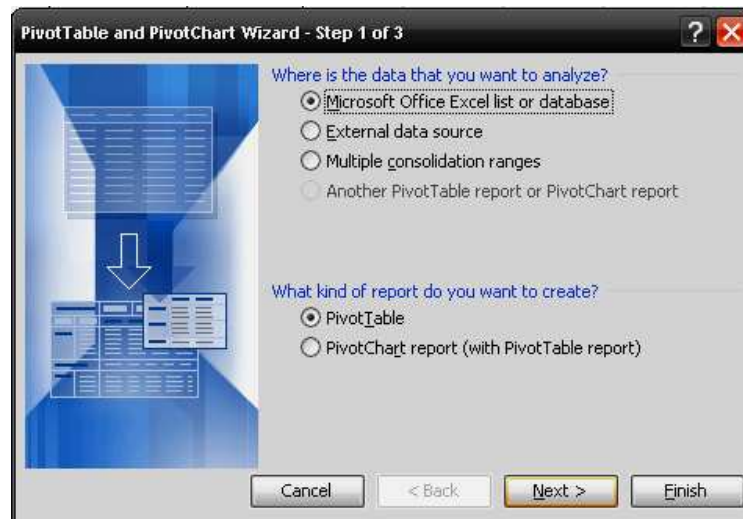 PivotTable and PivotChart Wizard - Step 1 of 3
?
Where is the data that you want to analyze?
Microsoft Office Excel list or database
External data source
Multiple consolidation ranges
Another PivotTable report or PivotChart report
What kind of report do you want to create?
PivotTable
PivotChart report (with PivotTable report)
Cancel < Back Next > Finish